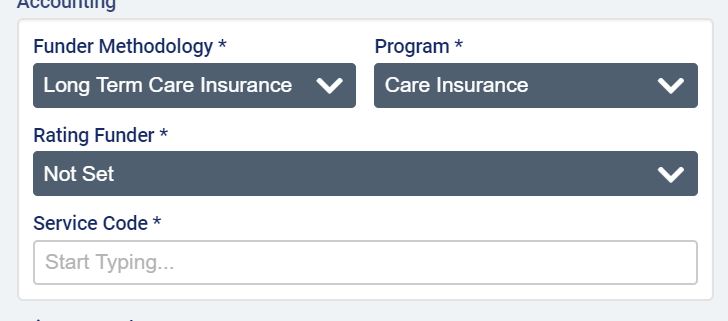 Accounting
Funder Methodology *
Program *
Long Term Care Insurance
Care Insurance
Rating Funder *
Not Set
Service Code *
Start Typing...